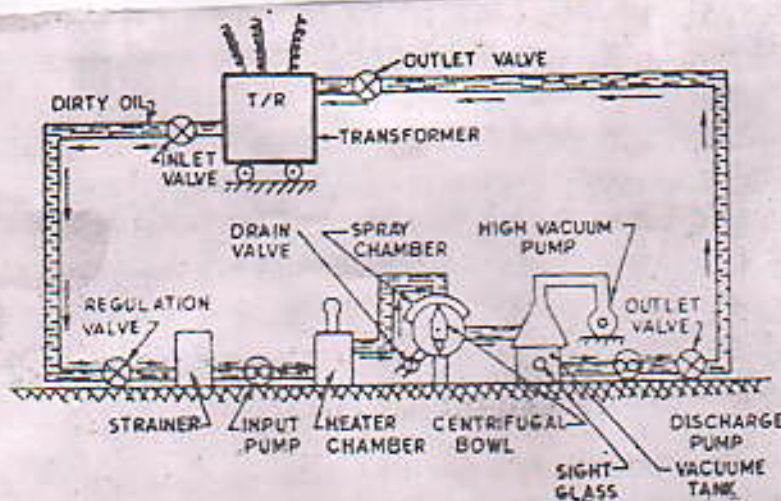 OUTLET VALVE
T/R
DIRTY OIL
TRANSFORMER
INLET
VALVE
DRAIN
VALVE
SPRAY
CHAMBER
HIGH VACUUM
PUMP
REGULATION
VALVE
OUTLET
VALVE
STRAINER
INPUT
PUMP
HEATER
CHAMBER
CENTRIFUGAL
BOWL
DISCHARGE
PUMP
SIGHT
GLASS
VACUUME
TANK